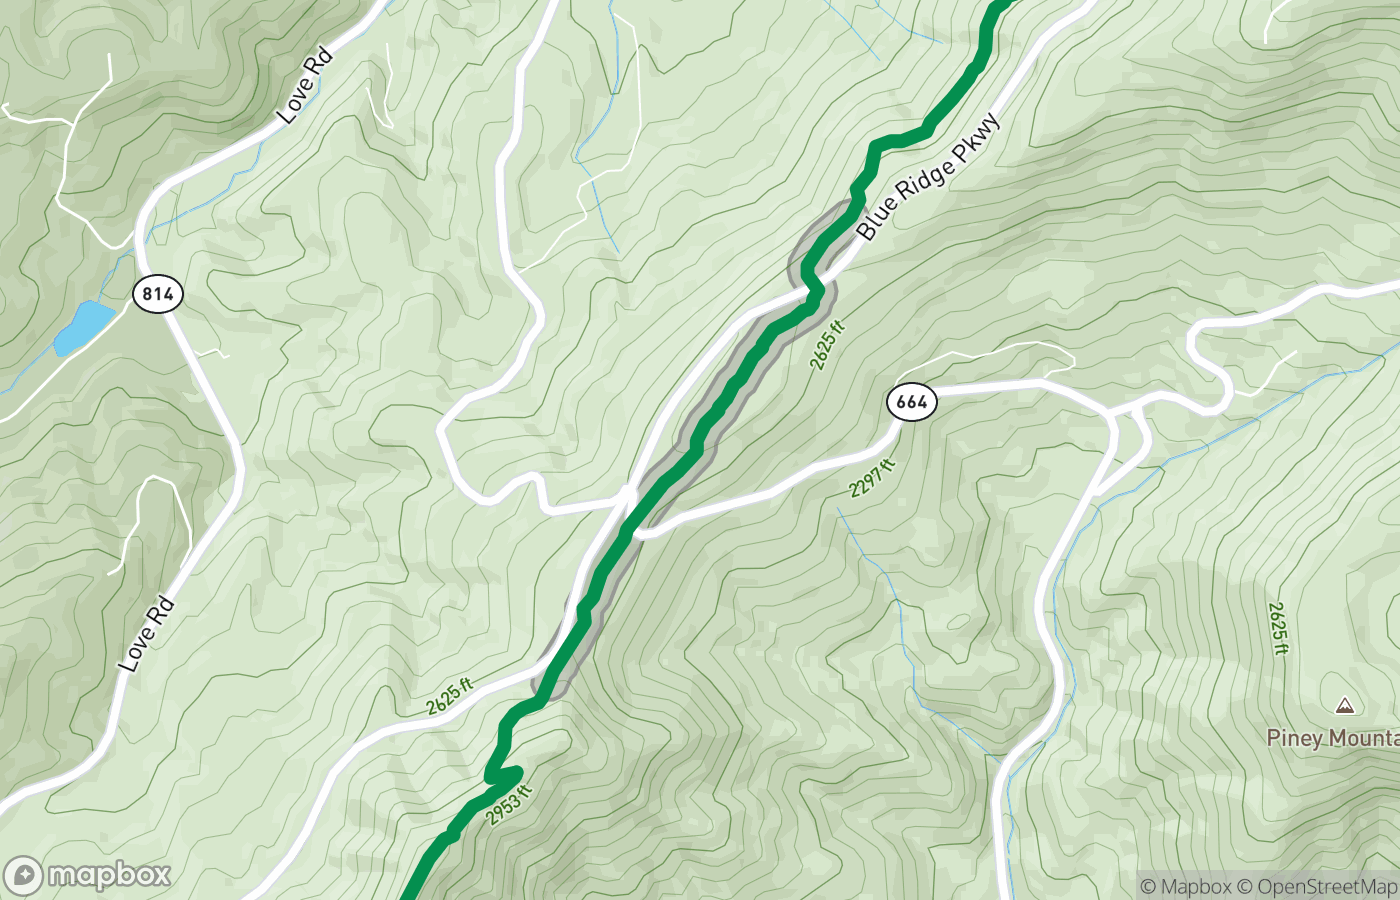 Love Rd
Blue Ridge Pkwy
814
2625 ft
664
2297 ft
Love Rd
2625 ft
2625 ft
Piney Mounta
2953 ft
mapbox
© Mapbox © OpenStreetMap